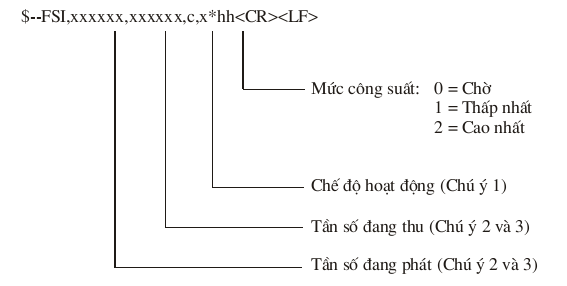 $--FSI,xxxxxx,xxxxxx,c,x*hh<CR><LF>
Mức công suất: 0 = Chờ
1 = Thấp nhất
2 = Cao nhất
Chế độ hoạt động (Chú ý 1)
Tần số đang thu (Chú ý 2 và 3)
Tần số đang phát (Chú ý 2 và 3)